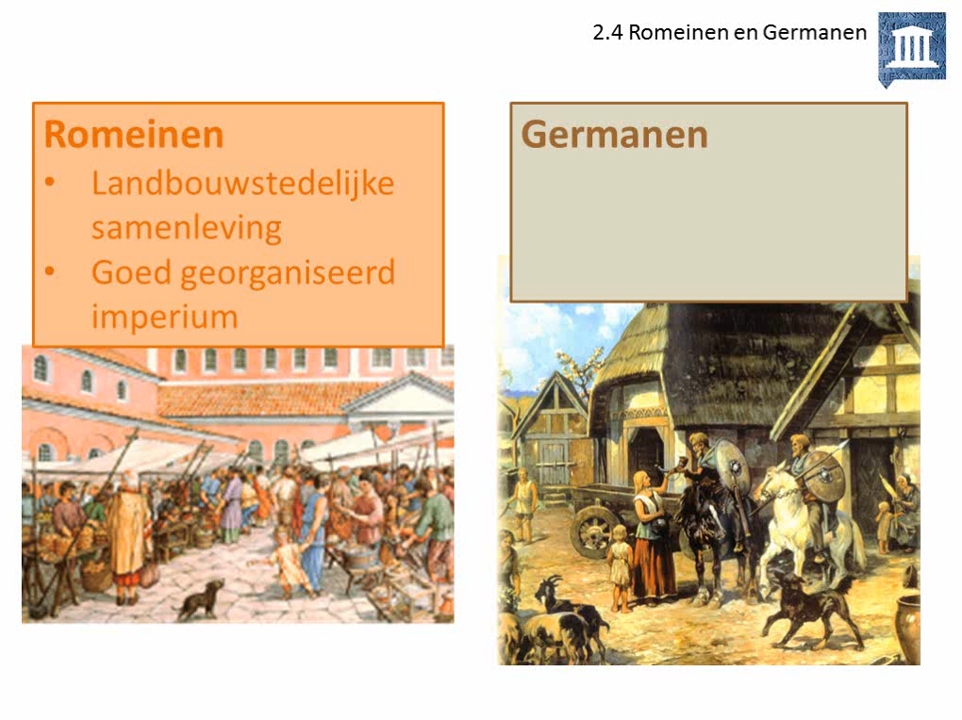 2.4 Romeinen en Germanen
Romeinen
• Landbouwstedelijke
samenleving
• Goed georganiseerd
imperium
Germanen